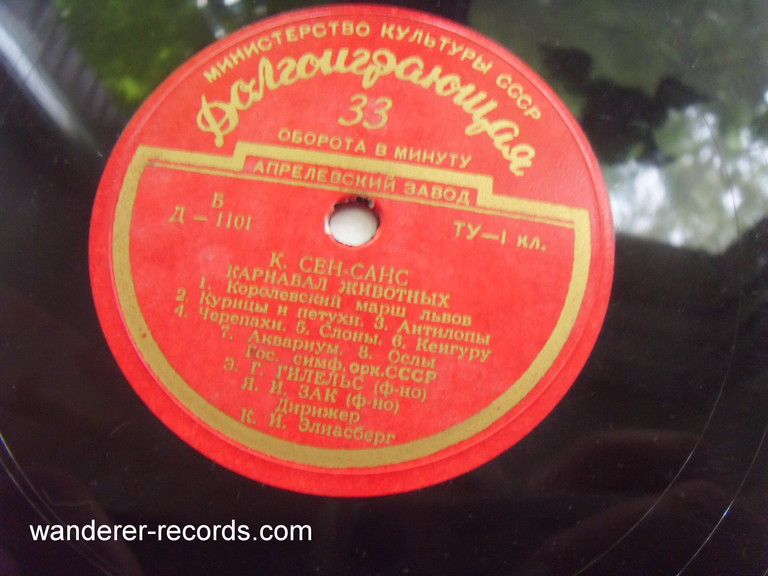 МИНИСТЕРСТВО КУЛЬТУРЫ СССР
Долгоиграющая
33
ОБОРОТА В МИНУТУ
АПРЕЛЕВСКИЙ ЗАВОД
Б
Д — 1101
ТУ—1 кл.
К. СЕН-САНС
КАРНАВАЛ ЖИВОТНЫХ
1. Королевский марш львов
2. Курицы и петухи. 3. Антилопы
4. Черепахи. 5. Слоны. 6. Кенгуру
7. Аквариум. 8. Ослы
Гос. симф. орк. СССР
Э. Г. ГИЛЕЛЬС (ф-но)
Я. И. ЗАК (ф-но)
Дирижер
К. И. Элиасберг
wanderer-records.com